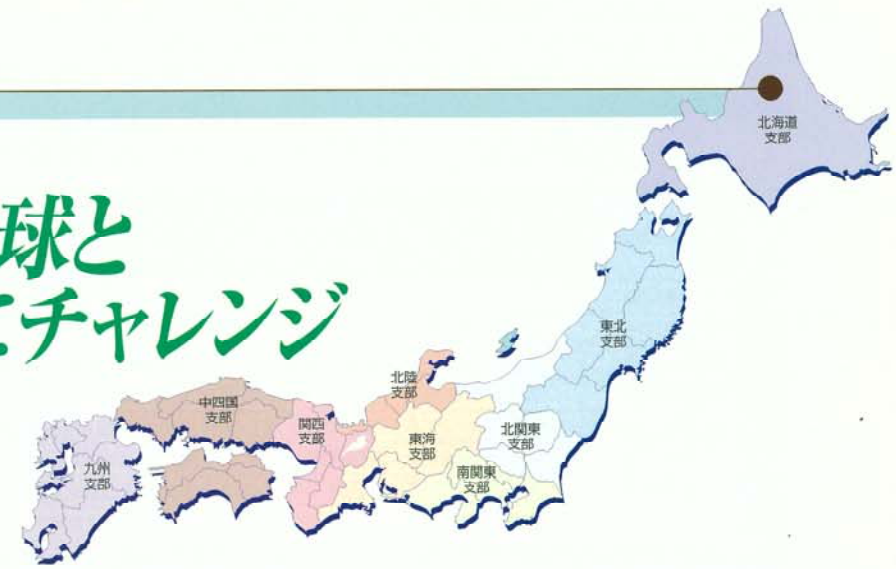 球と
てチャレンジ
北海道
支部
東北
支部
北陸
支部
中四国
支部
関西
支部
東海
支部
北関東
支部
南関東
支部
九州
支部